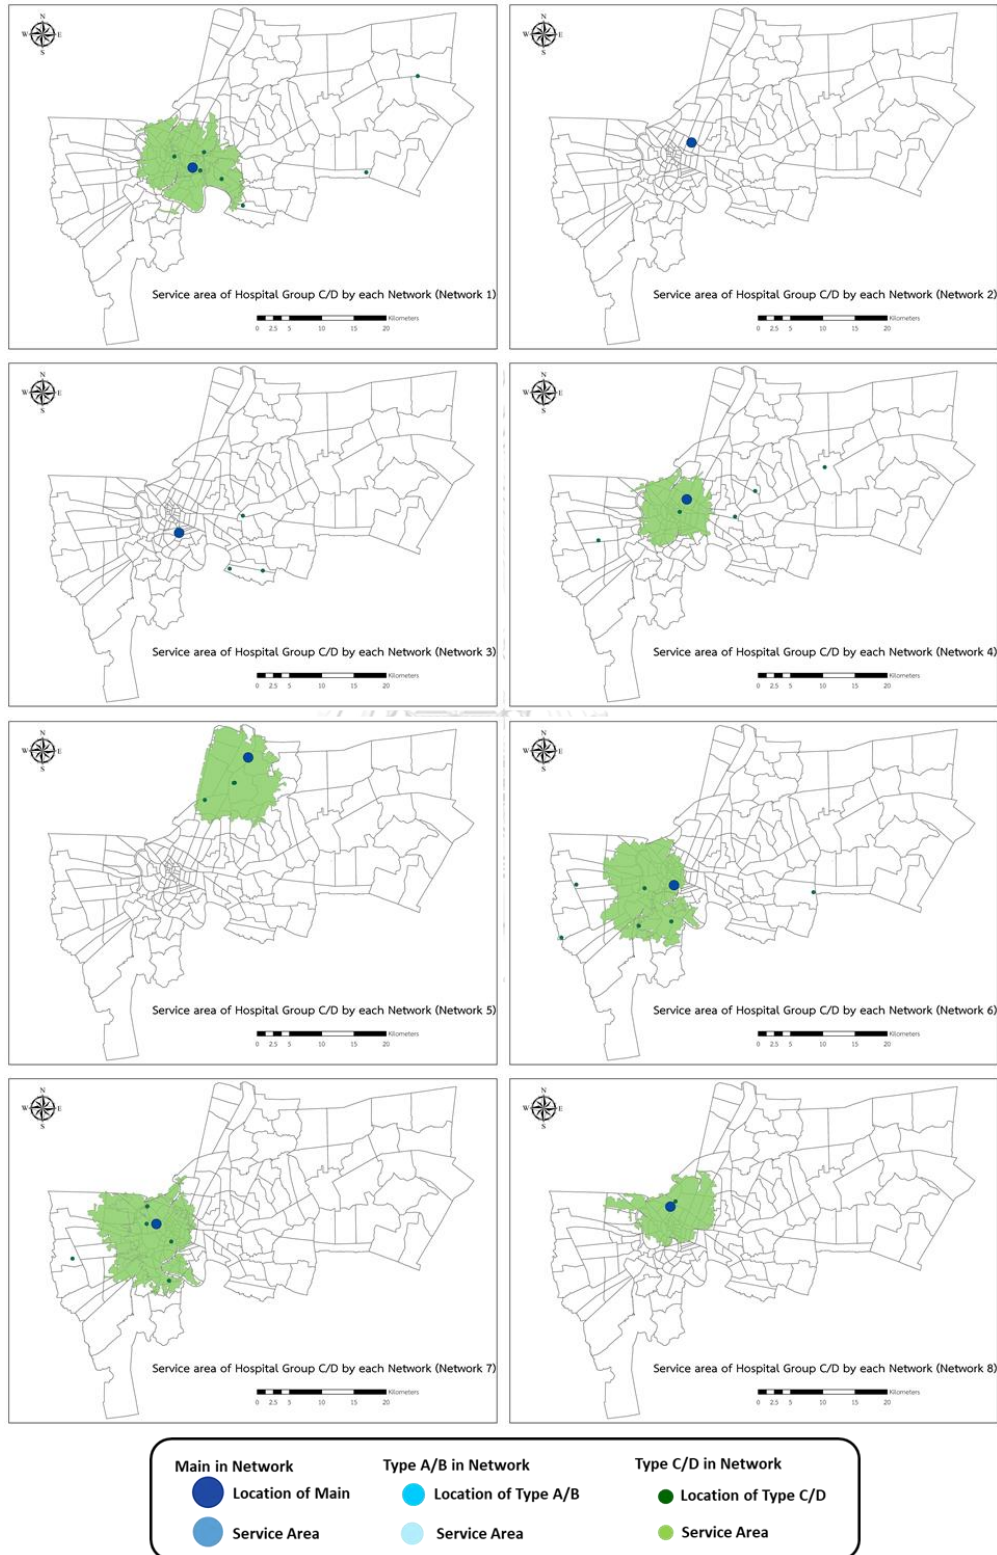 N
W E
S
Service area of Hospital Group C/D by each Network (Network 1)
0 2.5 5 10 15 20 Kilometers
N
W E
S
Service area of Hospital Group C/D by each Network (Network 2)
0 2.5 5 10 15 20 Kilometers
N
W E
S
Service area of Hospital Group C/D by each Network (Network 3)
0 2.5 5 10 15 20 Kilometers
N
W E
S
Service area of Hospital Group C/D by each Network (Network 4)
0 2.5 5 10 15 20 Kilometers
N
W E
S
Service area of Hospital Group C/D by each Network (Network 5)
0 2.5 5 10 15 20 Kilometers
N
W E
S
Service area of Hospital Group C/D by each Network (Network 6)
0 2.5 5 10 15 20 Kilometers
N
W E
S
Service area of Hospital Group C/D by each Network (Network 7)
0 2.5 5 10 15 20 Kilometers
N
W E
S
Service area of Hospital Group C/D by each Network (Network 8)
0 2.5 5 10 15 20 Kilometers
Main in Network Type A/B in Network Type C/D in Network
Location of Main Location of Type A/B Location of Type C/D
Service Area Service Area Service Area